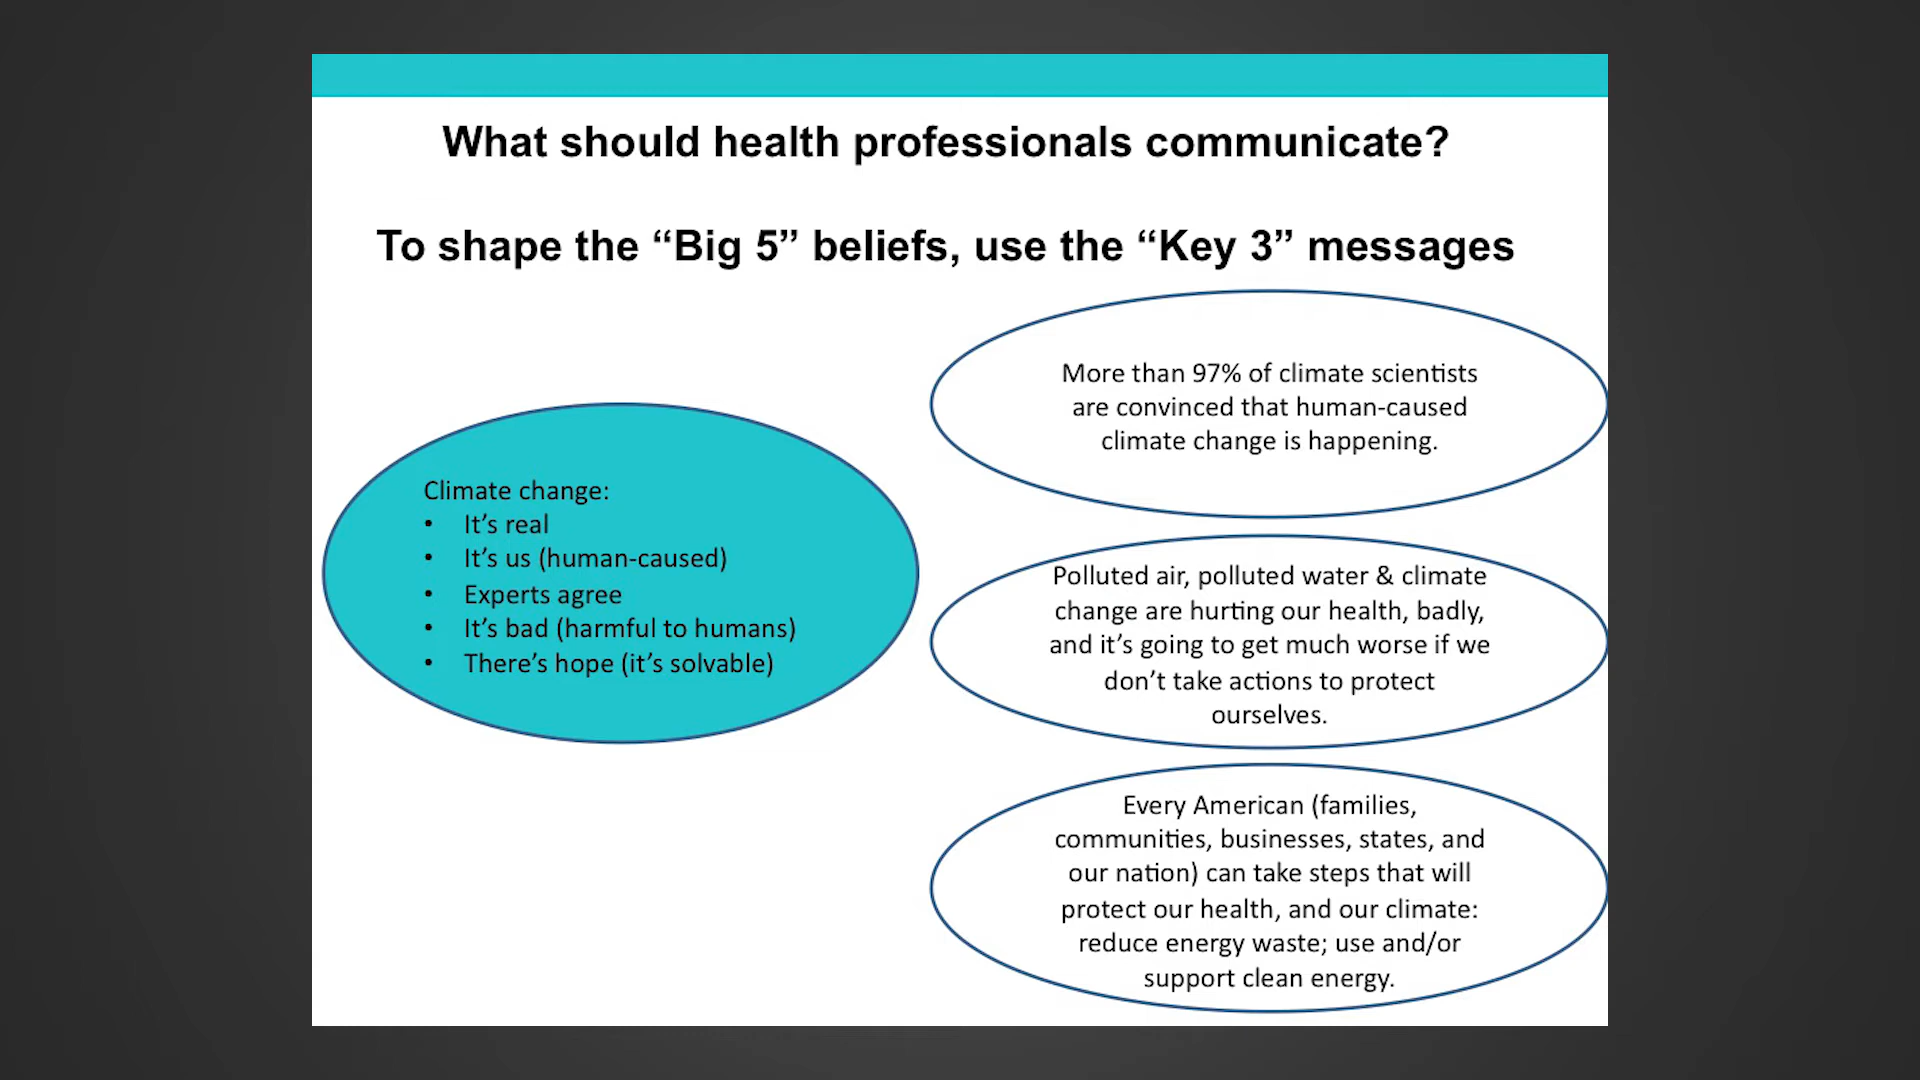 What should health professionals communicate?
To shape the “Big 5” beliefs, use the “Key 3” messages
Climate change:
• It’s real
• It’s us (human-caused)
• Experts agree
• It’s bad (harmful to humans)
• There’s hope (it’s solvable)
More than 97% of climate scientists
are convinced that human-caused
climate change is happening.
Polluted air, polluted water & climate
change are hurting our health, badly,
and it’s going to get much worse if we
don’t take actions to protect
ourselves.
Every American (families,
communities, businesses, states, and
our nation) can take steps that will
protect our health, and our climate:
reduce energy waste; use and/or
support clean energy.